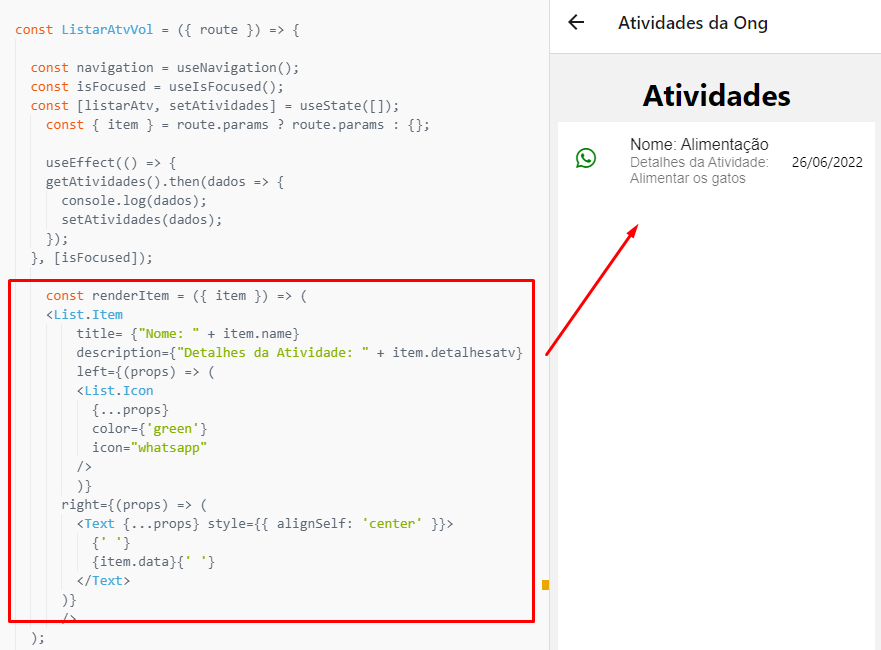 const ListarAtvVol = ({ route }) => {
const navigation = useNavigation();
const isFocused = useIsFocused();
const [listarAtv, setAtividades] = useState([]);
const { item } = route.params ? route.params : {};
useEffect(() => {
getAtividades().then(dados => {
console.log(dados);
setAtividades(dados);
});
}, [isFocused]);
const renderItem = ({ item }) => (
<List.Item
title= {"Nome: " + item.name}
description={"Detalhes da Atividade: " + item.detalhesatv}
left={(props) => (
<List.Icon
{...props}
color={'green'}
icon="whatsapp"
/>
)}
right={(props) => (
<Text {...props} style={{ alignSelf: 'center' }}>
{' '}
{item.data}{' '}
</Text>
)}
/>
);
Atividades da Ong
Atividades
Nome: Alimentação
Detalhes da Atividade:
Alimentar os gatos
26/06/2022